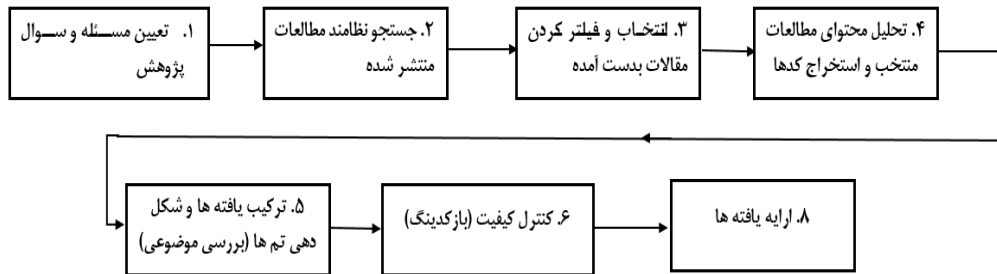 ۱. تعیین مسئله و سوال
پژوهش
۲. جستجو نظامند مطالعات
منتشر شده
۳. انتخاب و فیلتر کردن
مقالات بدست آمده
۴. تحلیل محتوای مطالعات
منتخب و استخراج کدها
۵. ترکیب یافته ها و شکل
دهی تم ها (بررسی موضوعی)
۶. کنترل کیفیت (بازکدینگ)
۸. ارایه یافته ها